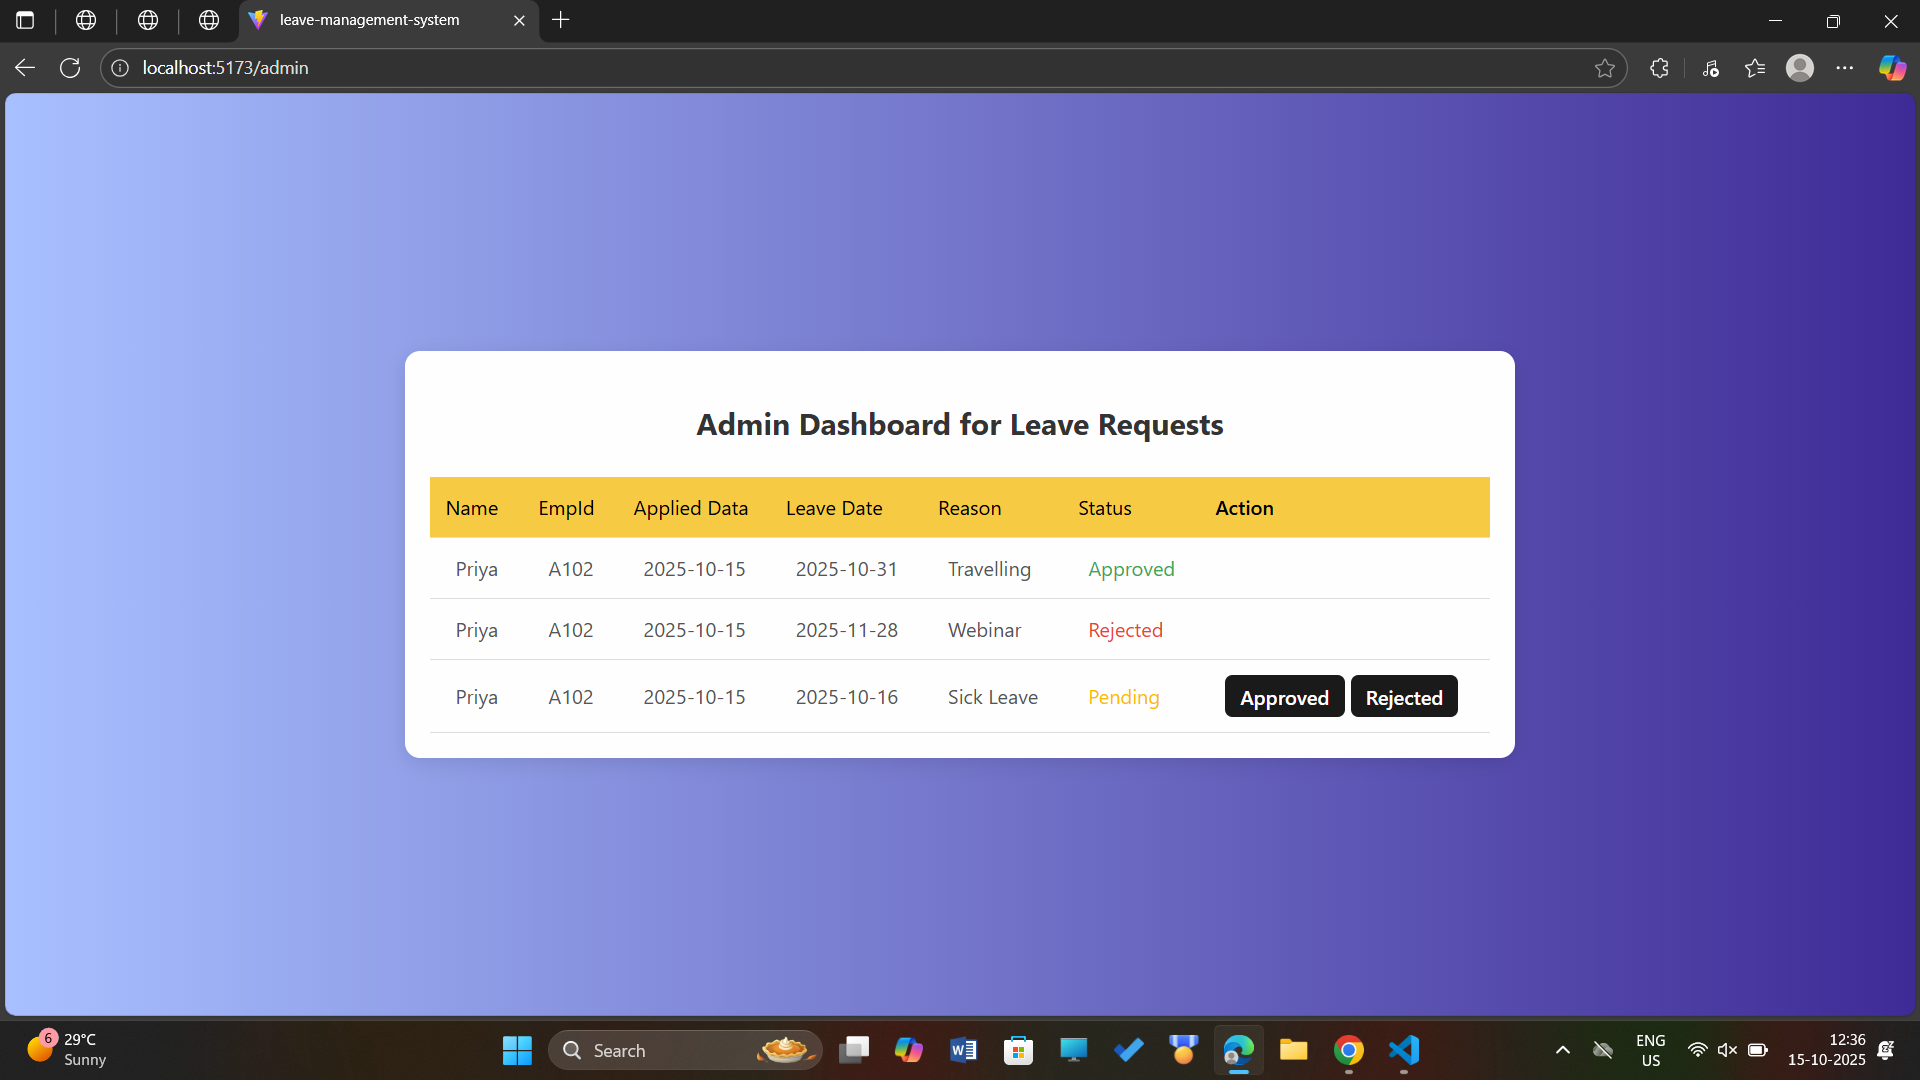 leave-management-system
localhost:5173/admin
Admin Dashboard for Leave Requests
Name EmpId Applied Data Leave Date Reason Status Action
Priya A102 2025-10-15 2025-10-31 Travelling Approved
Priya A102 2025-10-15 2025-11-28 Webinar Rejected
Priya A102 2025-10-15 2025-10-16 Sick Leave Pending Approved Rejected
6 29°C
Sunny
Search
ENG
US
12:36
15-10-2025